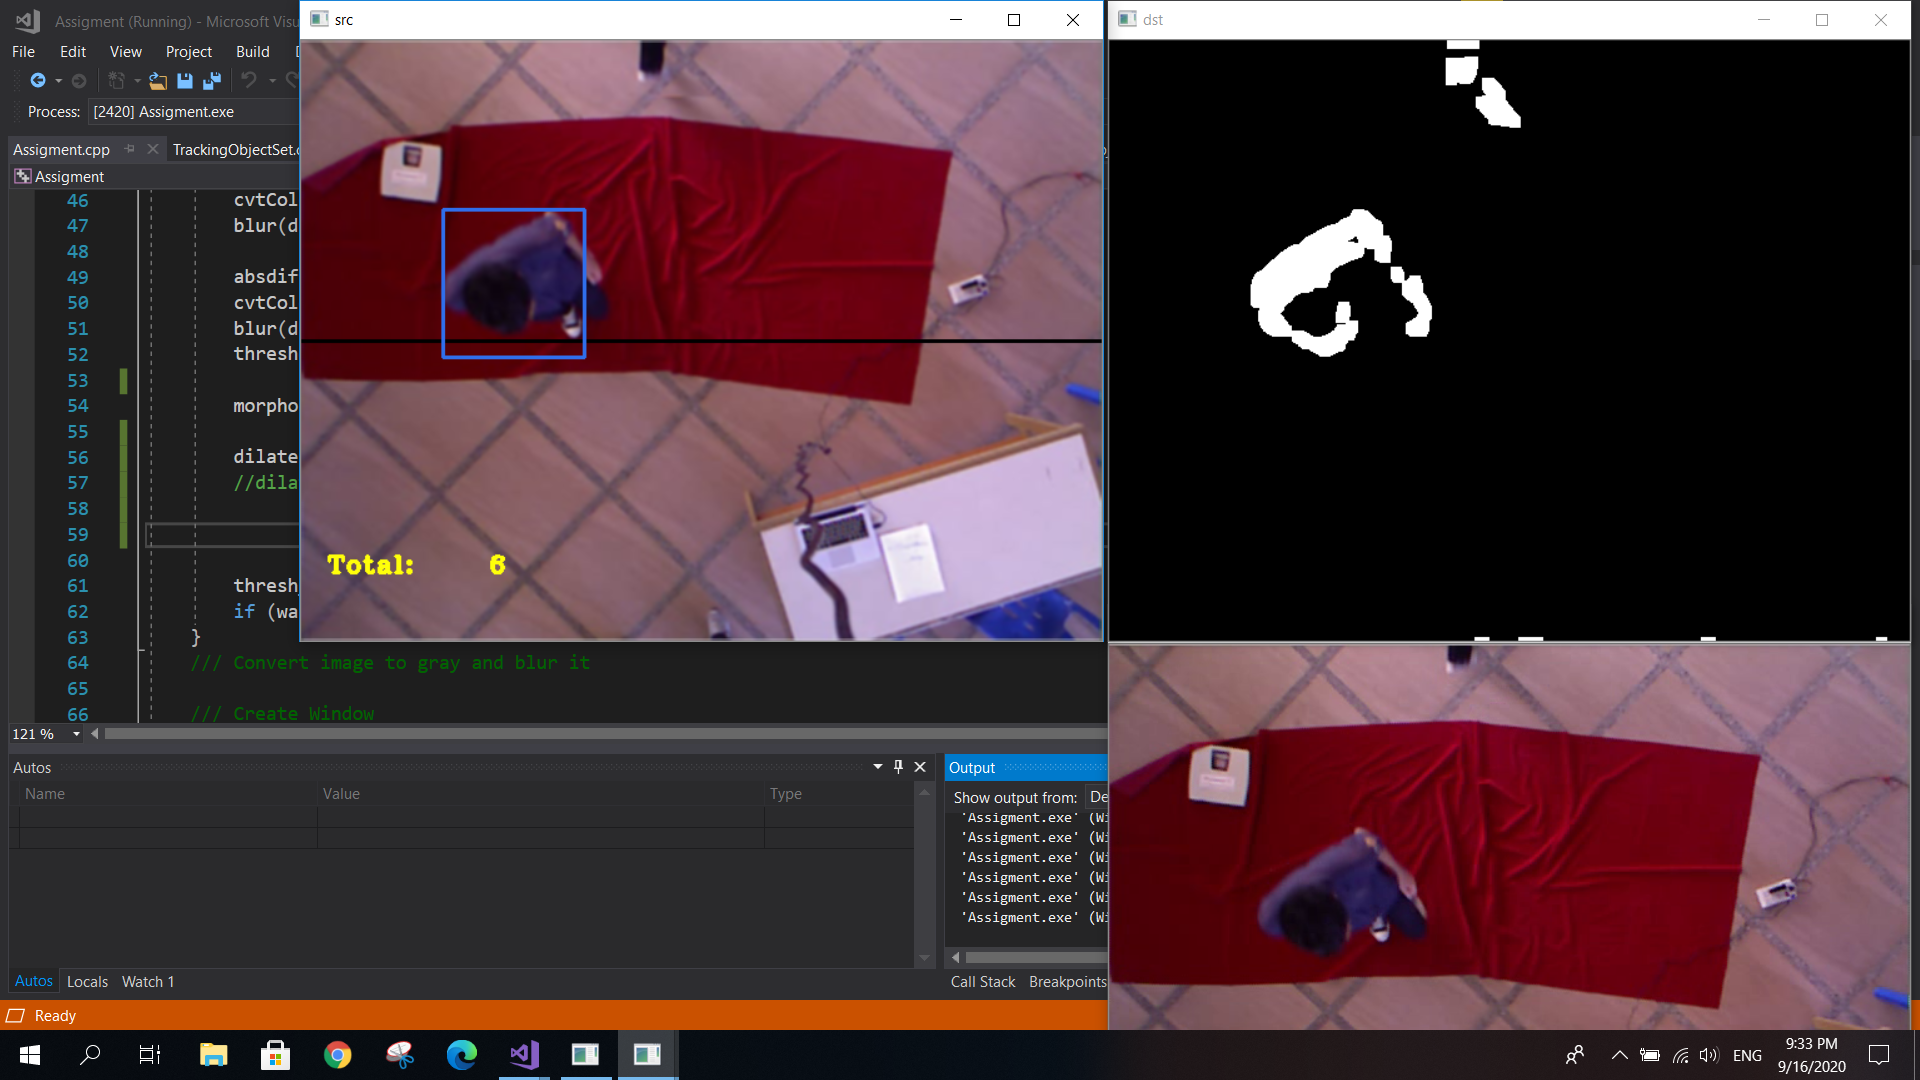 Assigment (Running) - Microsoft Visu
File Edit View Project Build
Process: [2420] Assigment.exe
Assigment.cpp TrackingObjectSet.c
Assigment
46 cvtCol
47 blur(d
48
49 absdif
50 cvtCol
51 blur(d
52 thresh
53
54 morpho
55
56 dilate
57 //dila
58
59
60
61 thresh_
62 if (wa
63 }
64 /// Convert image to gray and blur it
65
66 /// Create Window
121 %
src
Total: 6
dst
Autos
Name Value Type
Autos Locals Watch 1
Output
Show output from: De
'Assigment.exe' (Wi
'Assigment.exe' (Wi
'Assigment.exe' (Wi
'Assigment.exe' (Wi
'Assigment.exe' (Wi
'Assigment.exe' (Wi
Call Stack Breakpoints
Ready
ENG
9:33 PM
9/16/2020